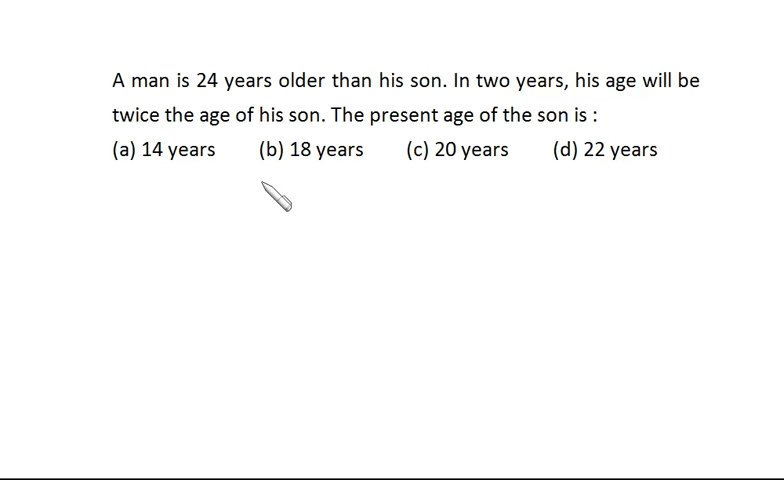 A man is 24 years older than his son. In two years, his age will be
twice the age of his son. The present age of the son is :
(a) 14 years (b) 18 years (c) 20 years (d) 22 years